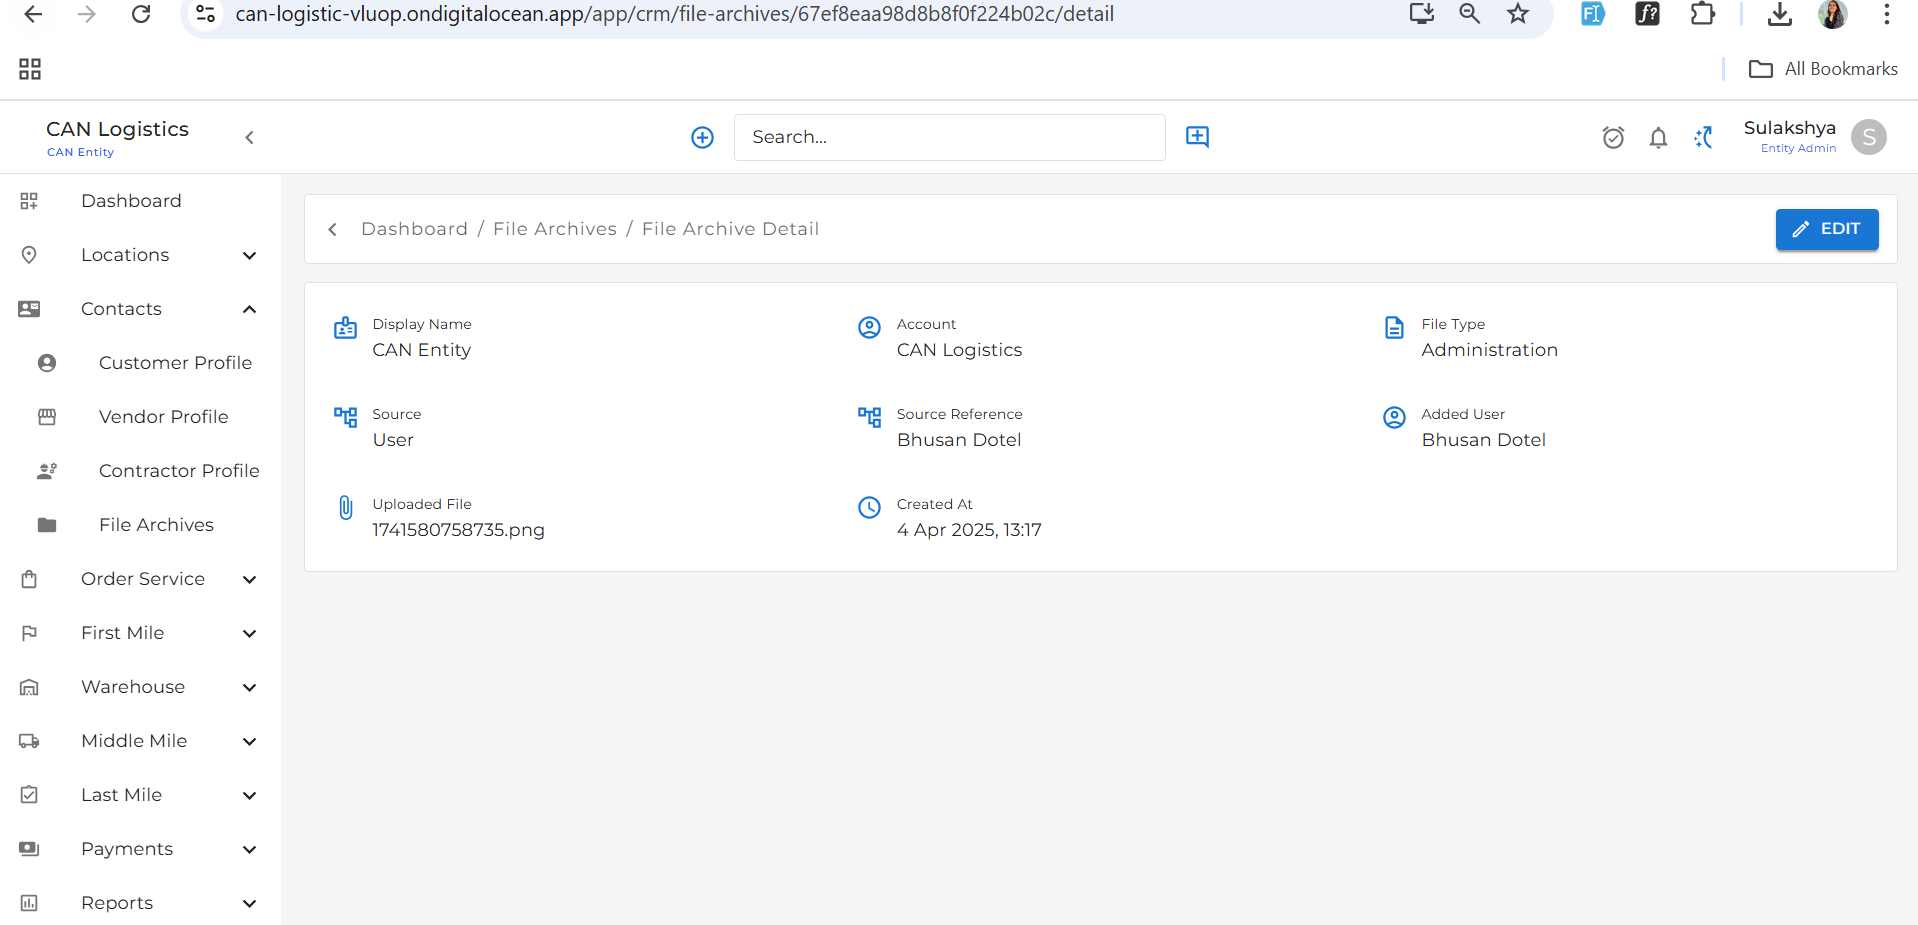 can-logistic-vluop.ondigitalocean.app/app/crm/file-archives/67ef8eaa98d8b8f0f224b02c/detail
All Bookmarks
CAN Logistics
CAN Entity
Search...
Sulakshya
Entity Admin
S
Dashboard
Locations
Contacts
Customer Profile
Vendor Profile
Contractor Profile
File Archives
Order Service
First Mile
Warehouse
Middle Mile
Last Mile
Payments
Reports
Dashboard / File Archives / File Archive Detail
EDIT
Display Name
CAN Entity
Account
CAN Logistics
File Type
Administration
Source
User
Source Reference
Bhusan Dotel
Added User
Bhusan Dotel
Uploaded File
1741580758735.png
Created At
4 Apr 2025, 13:17